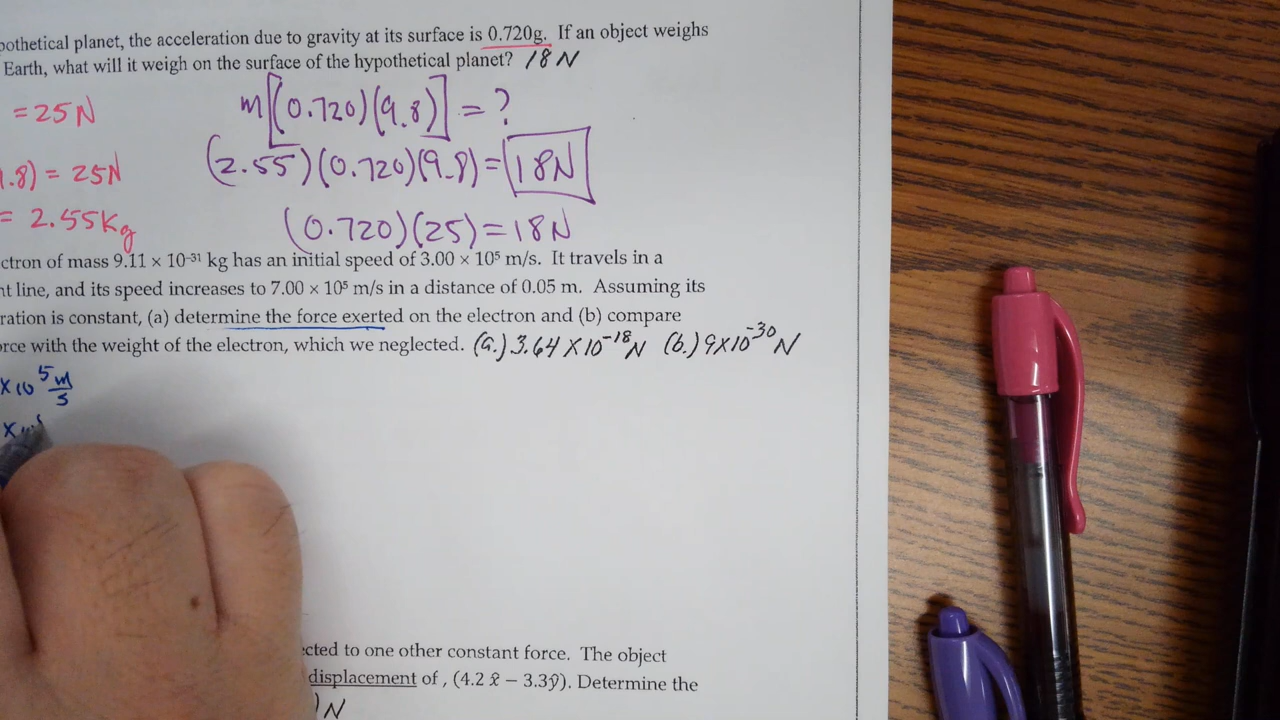 pothetical planet, the acceleration due to gravity at its surface is 0.720g. If an object weighs
Earth, what will it weigh on the surface of the hypothetical planet? 18 N
= 25 N
m[(0.720)(9.8)] = ?
1.8) = 25N
(2.55)(0.720)(9.8) = 18N
= 2.55Kg
(0.720)(25) = 18N
ctron of mass 9.11 × 10⁻³¹ kg has an initial speed of 3.00 × 10⁵ m/s. It travels in a
nt line, and its speed increases to 7.00 × 10⁵ m/s in a distance of 0.05 m. Assuming its
ration is constant, (a) determine the force exerted on the electron and (b) compare
orce with the weight of the electron, which we neglected. (a.) 3.64 X 10⁻¹⁸ N (b.) 9X10⁻³⁰ N
X 10⁵ m/s
ected to one other constant force. The object
displacement of , (4.2 x̂ − 3.3ŷ). Determine the
)N